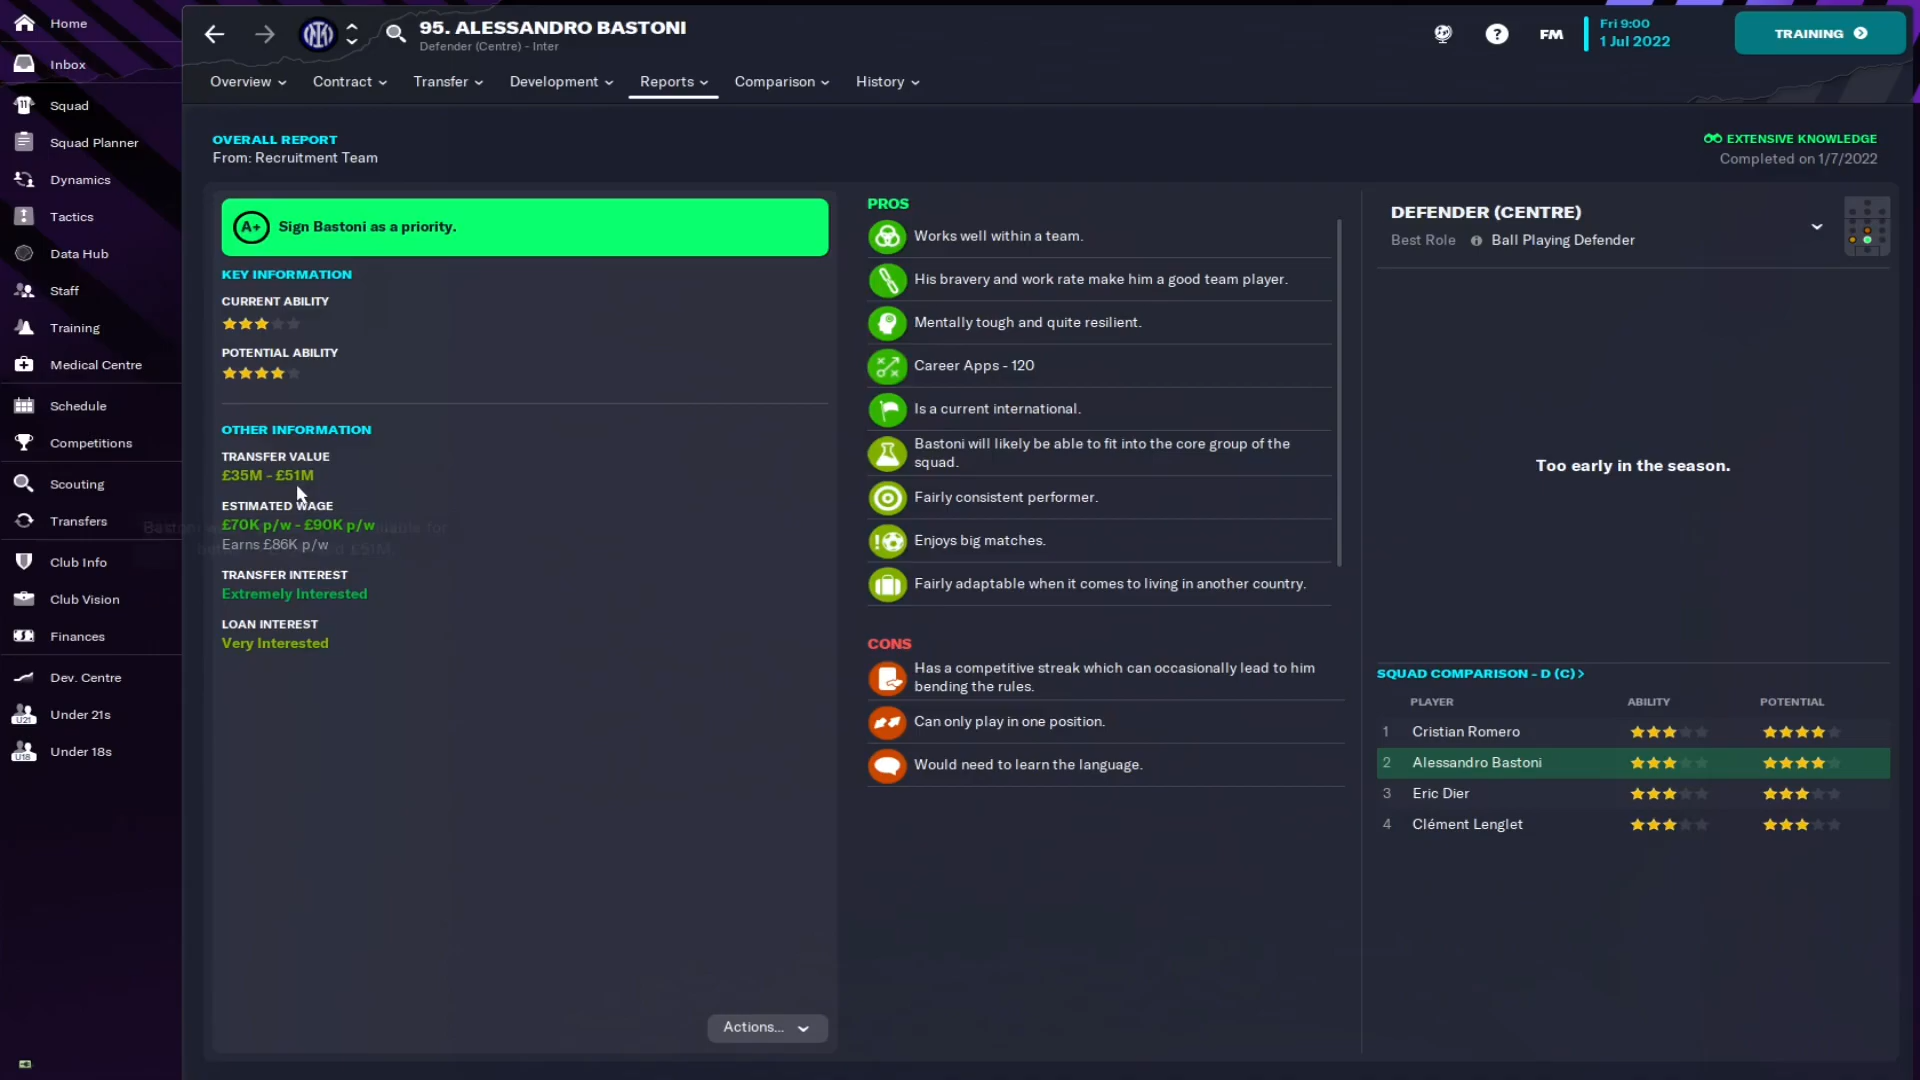 Home
Inbox
Squad
Squad Planner
Dynamics
Tactics
Data Hub
Staff
Training
Medical Centre
Schedule
Competitions
Scouting
Transfers
Club Info
Club Vision
Finances
Dev. Centre
Under 21s
Under 18s
95. ALESSANDRO BASTONI
Defender (Centre) - Inter
FM
Fri 9:00
1 Jul 2022
TRAINING
Overview
Contract
Transfer
Development
Reports
Comparison
History
OVERALL REPORT
From: Recruitment Team
EXTENSIVE KNOWLEDGE
Completed on 1/7/2022
A+ Sign Bastoni as a priority.
KEY INFORMATION
CURRENT ABILITY
POTENTIAL ABILITY
OTHER INFORMATION
TRANSFER VALUE
£35M - £51M
ESTIMATED WAGE
£70K p/w - £90K p/w
Earns £86K p/w
TRANSFER INTEREST
Extremely Interested
LOAN INTEREST
Very Interested
Actions...
PROS
Works well within a team.
His bravery and work rate make him a good team player.
Mentally tough and quite resilient.
Career Apps - 120
Is a current international.
Bastoni will likely be able to fit into the core group of the
squad.
Fairly consistent performer.
Enjoys big matches.
Fairly adaptable when it comes to living in another country.
CONS
Has a competitive streak which can occasionally lead to him
bending the rules.
Can only play in one position.
Would need to learn the language.
DEFENDER (CENTRE)
Best Role Ball Playing Defender
Too early in the season.
SQUAD COMPARISON - D (C) >
PLAYER ABILITY POTENTIAL
1 Cristian Romero
2 Alessandro Bastoni
3 Eric Dier
4 Clément Lenglet